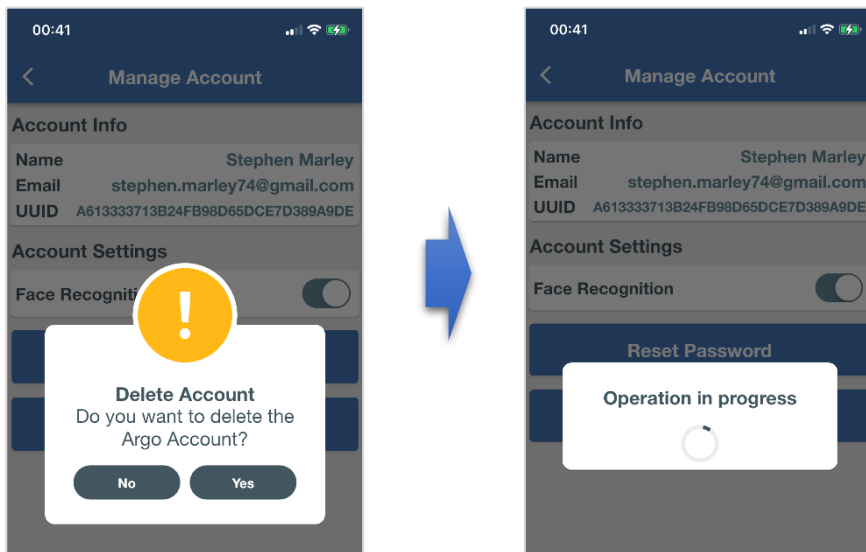 00:41
Manage Account
Account Info
Name Stephen Marley
Email stephen.marley74@gmail.com
UUID A613333713B24FB98D65DCE7D389A9DE
Account Settings
Face Recogniti
!
Delete Account
Do you want to delete the
Argo Account?
No Yes
00:41
Manage Account
Account Info
Name Stephen Marley
Email stephen.marley74@gmail.com
UUID A613333713B24FB98D65DCE7D389A9DE
Account Settings
Face Recognition
Reset Password
Operation in progress